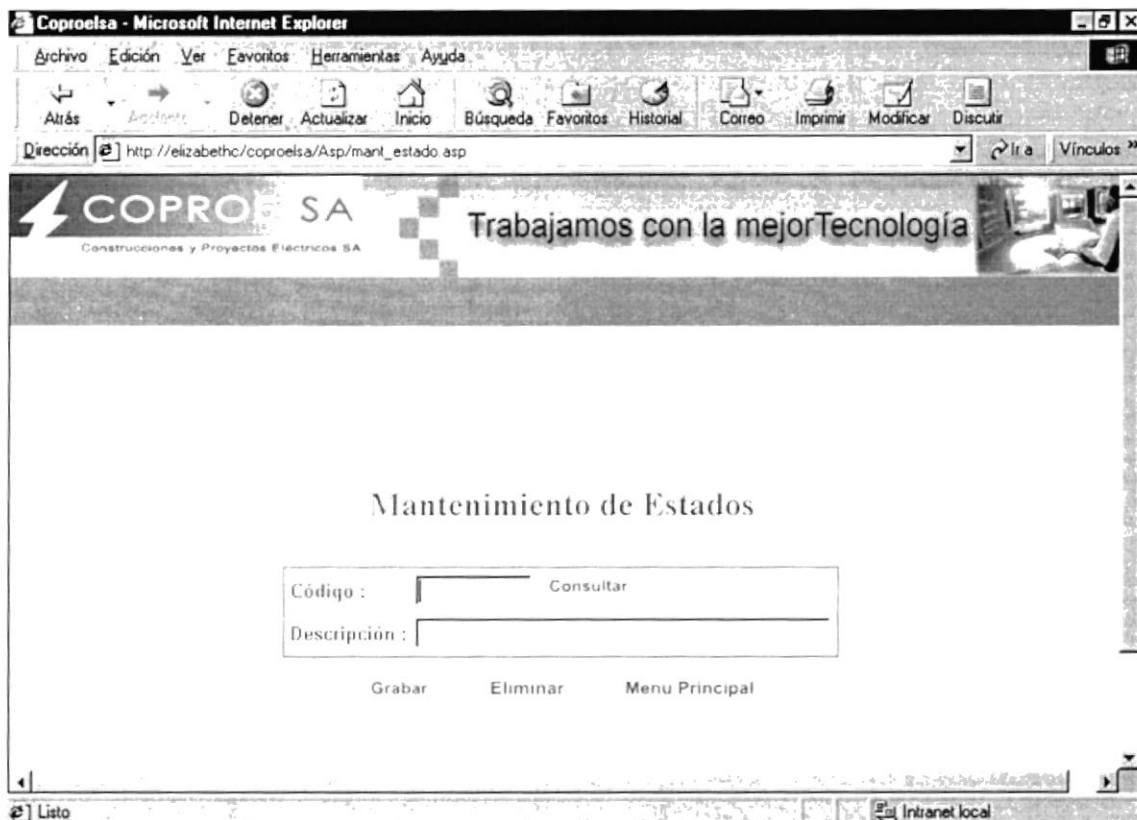 Coproelsa - Microsoft Internet Explorer
Archivo Edición Ver Favoritos Herramientas Ayuda
Atrás Adelante Detener Actualizar Inicio Búsqueda Favoritos Historial Correo Imprimir Modificar Discutir
Dirección http://elizabethc/coproelsa/Asp/mant_estado.asp Ir a Vínculos »
COPROE SA
Construcciones y Proyectos Eléctricos SA
Trabajamos con la mejorTecnología
Mantenimiento de Estados
Código : Consultar
Descripción :
Grabar Eliminar Menu Principal
Listo Intranet local